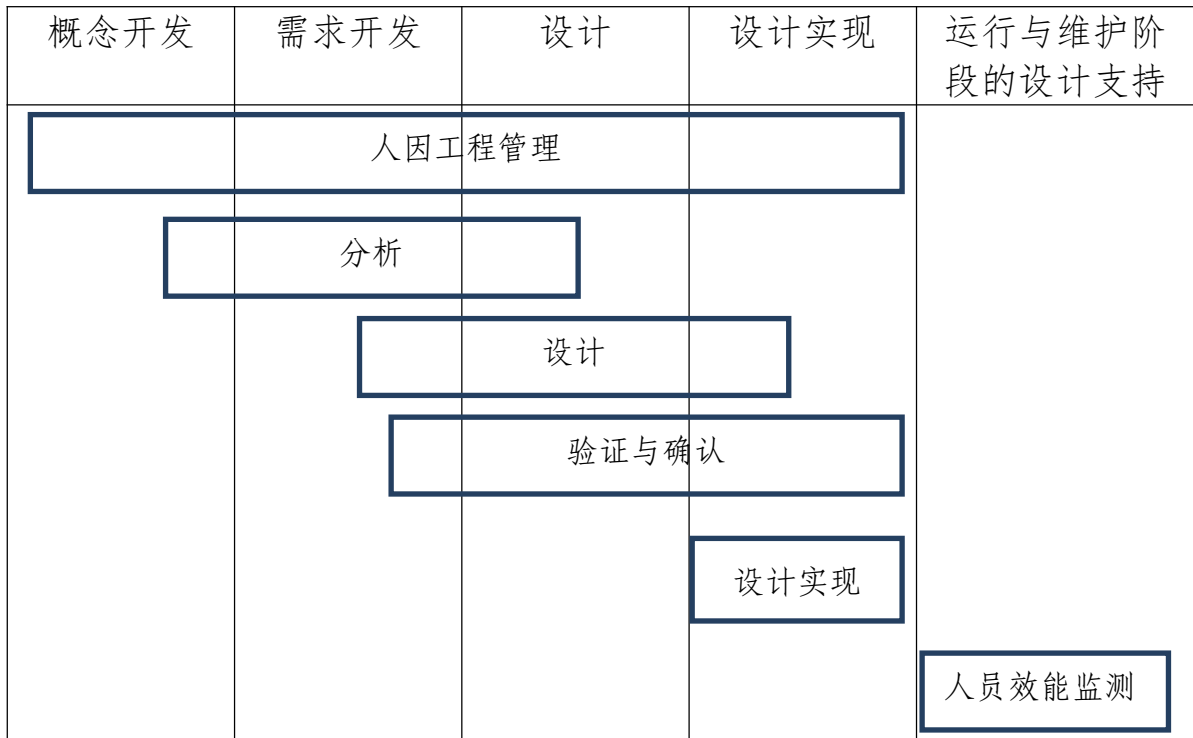 概念开发
需求开发
设计
设计实现
运行与维护阶
段的设计支持
人因工程管理
分析
设计
验证与确认
设计实现
人员效能监测